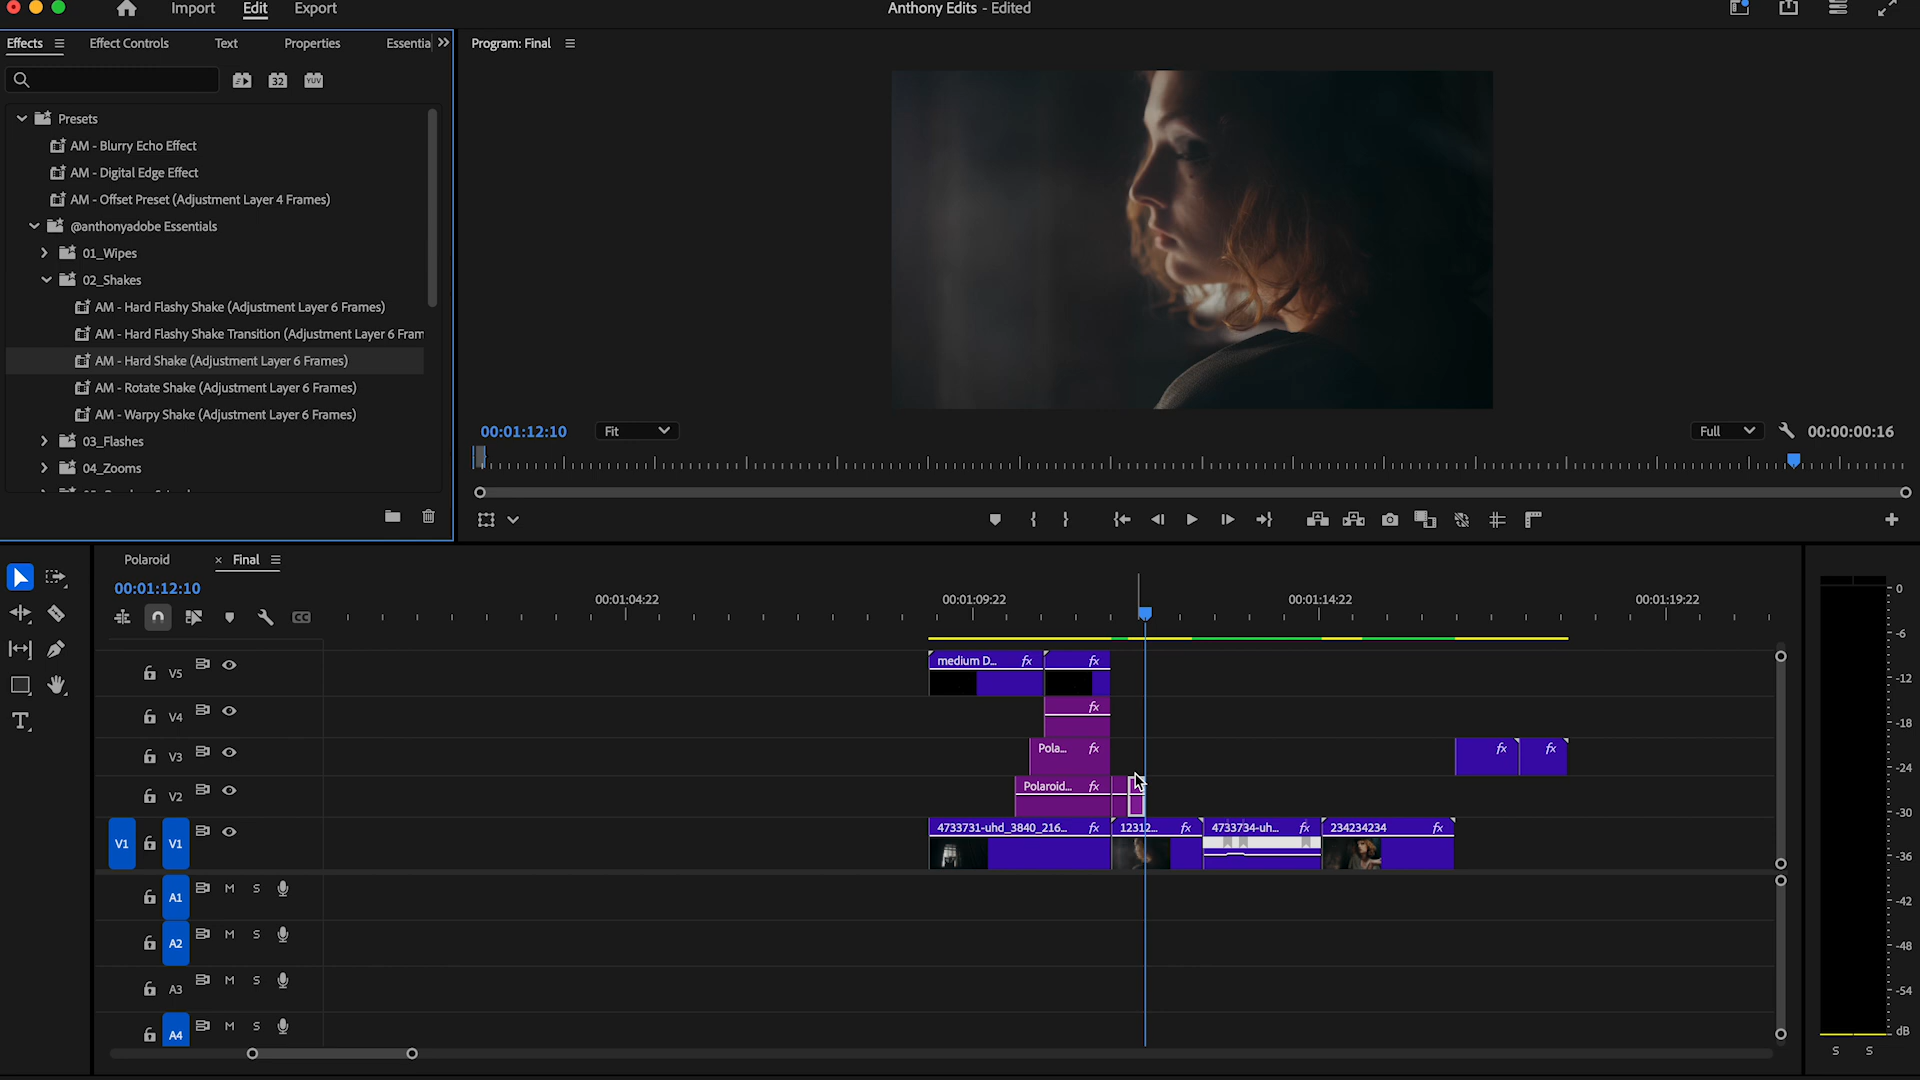 Import Edit Export Anthony Edits - Edited
Effects Effect Controls Text Properties Essentia
32 YUV
Presets
AM - Blurry Echo Effect
AM - Digital Edge Effect
AM - Offset Preset (Adjustment Layer 4 Frames)
@anthonyadobe Essentials
01_Wipes
02_Shakes
AM - Hard Flashy Shake (Adjustment Layer 6 Frames)
AM - Hard Flashy Shake Transition (Adjustment Layer 6 Fram
AM - Hard Shake (Adjustment Layer 6 Frames)
AM - Rotate Shake (Adjustment Layer 6 Frames)
AM - Warpy Shake (Adjustment Layer 6 Frames)
03_Flashes
04_Zooms
Program: Final
00:01:12:10 Fit Full 00:00:00:16
Polaroid × Final
00:01:12:10
CC
00:01:04:22 00:01:09:22 00:01:14:22 00:01:19:22
V5 medium D... fx fx
V4 fx
V3 Pola... fx fx fx
V2 Polaroid... fx
V1 V1 4733731-uhd_3840_216... fx 12312... fx 4733734-uh... fx 234234234 fx
A1 M S
A2 M S
A3 M S
A4 M S
0
-6
-12
-18
-24
-30
-36
-42
-48
-54
dB
S S